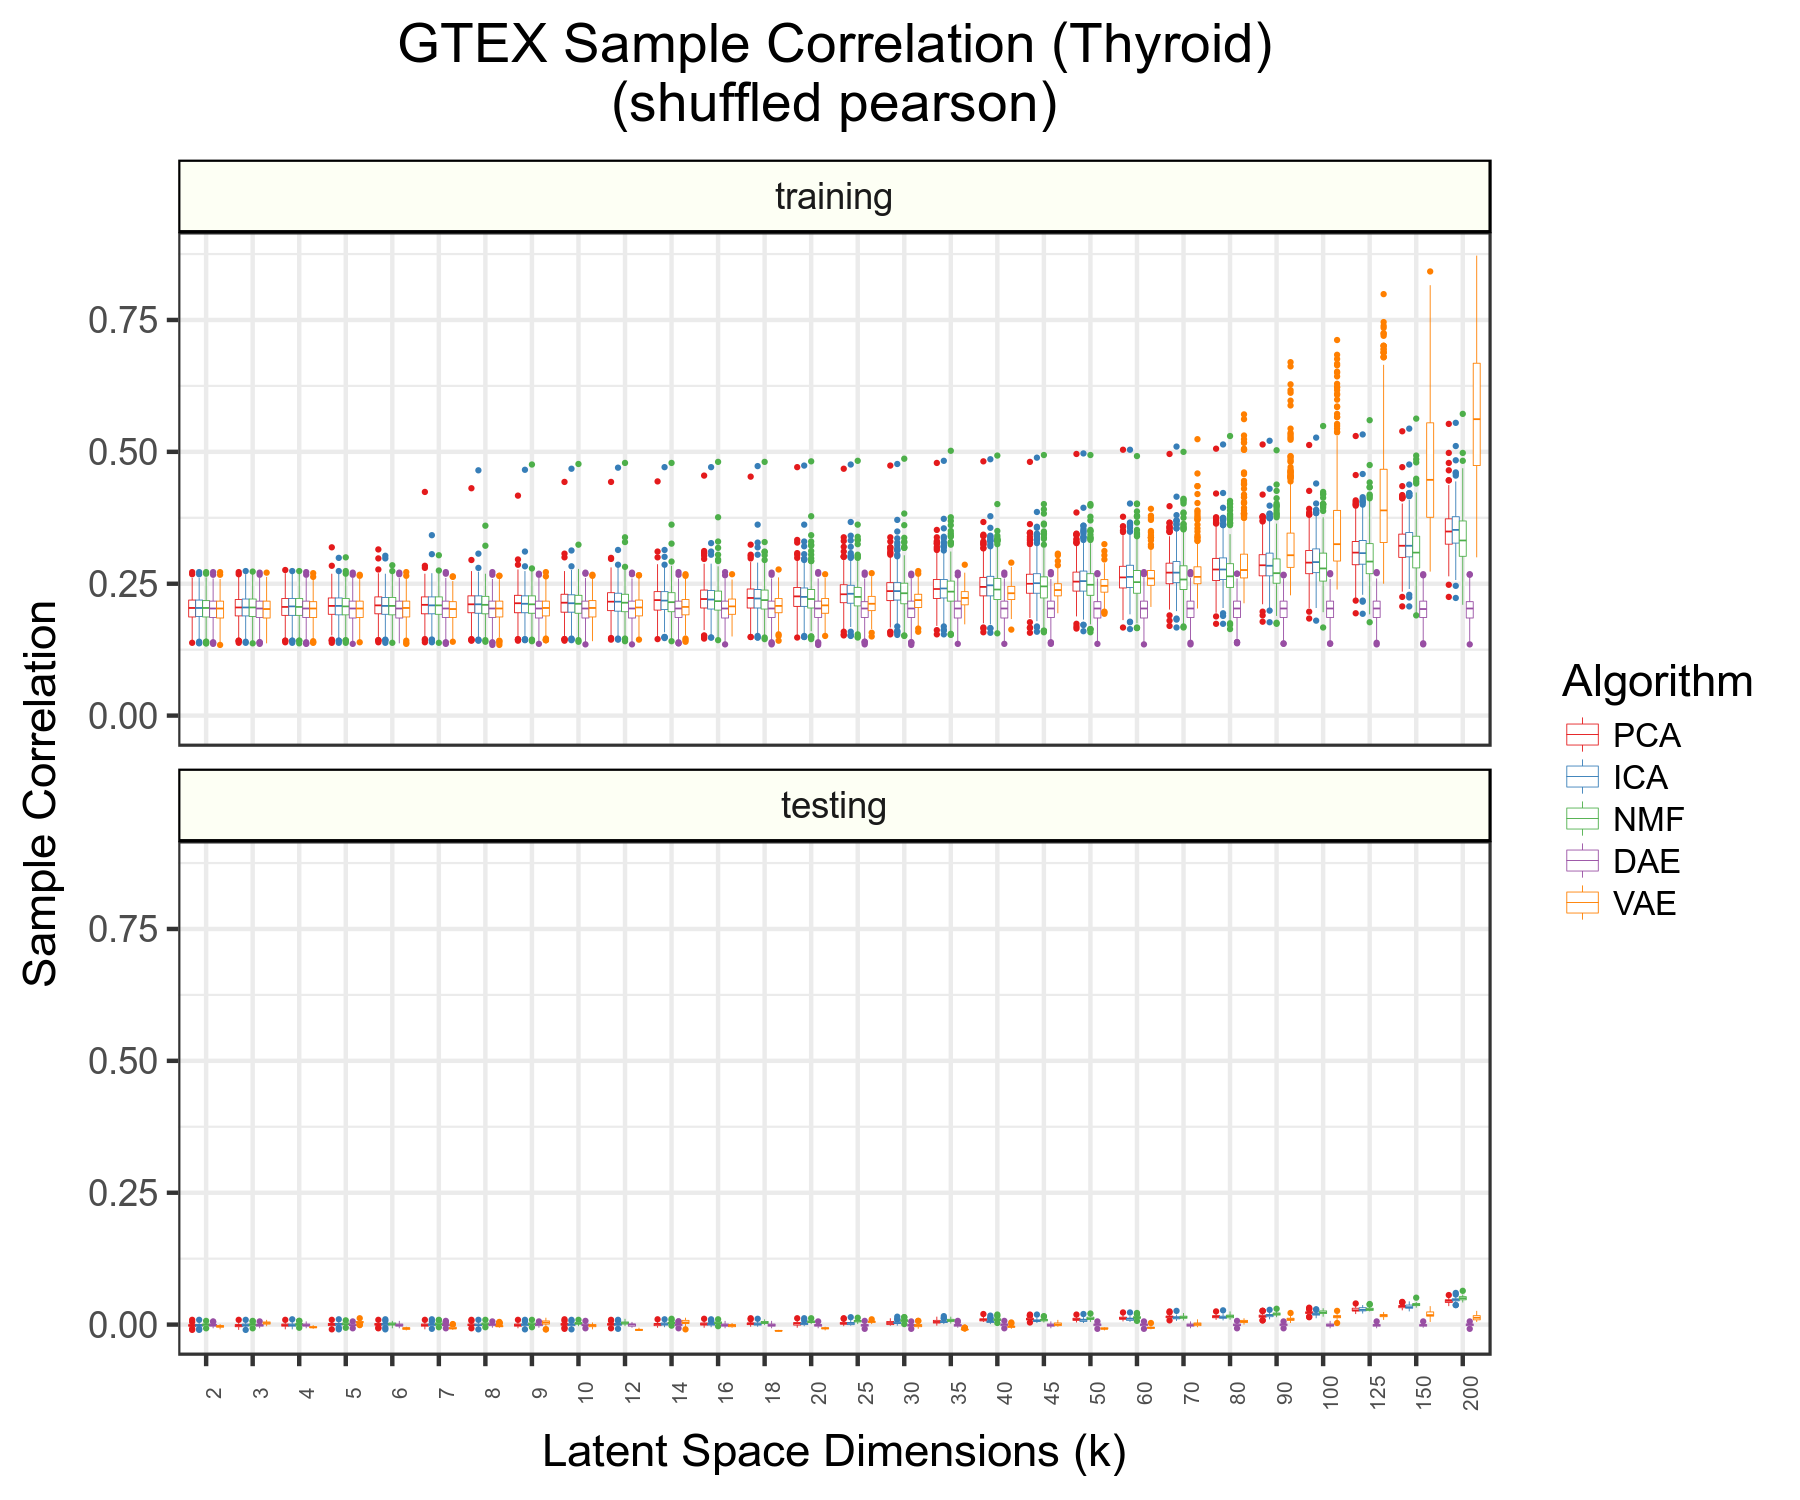 GTEX Sample Correlation (Thyroid)
(shuffled pearson)
training
0.75
0.50
0.25
0.00
testing
0.75
0.50
0.25
0.00
Sample Correlation
2 3 4 5 6 7 8 9 10 12 14 16 18 20 25 30 35 40 45 50 60 70 80 90 100 125 150 200
Latent Space Dimensions (k)
Algorithm
PCA
ICA
NMF
DAE
VAE